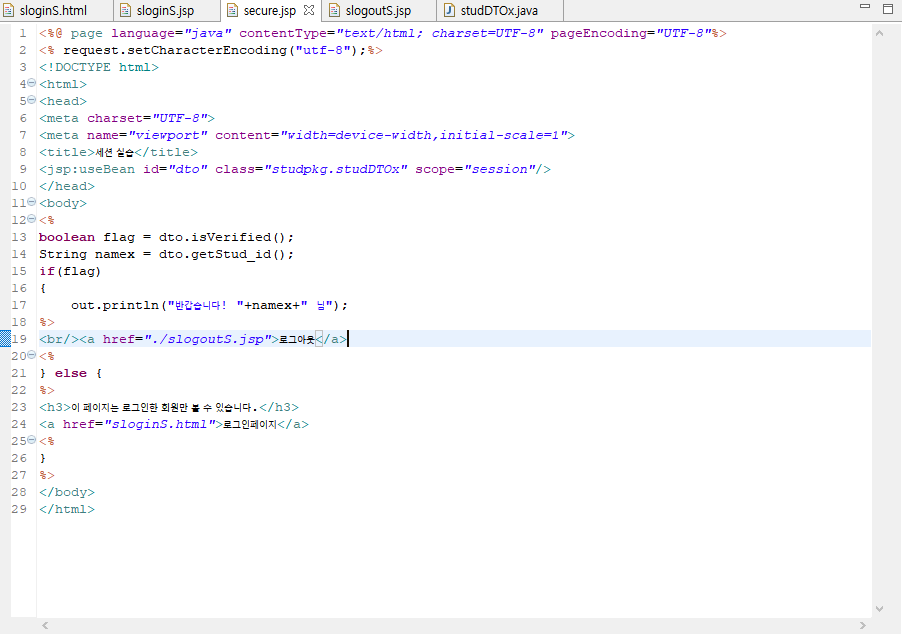 sloginS.html sloginS.jsp secure.jsp slogoutS.jsp studDTOx.java
1 <%@ page language="java" contentType="text/html; charset=UTF-8" pageEncoding="UTF-8"%>
2 <% request.setCharacterEncoding("utf-8");%>
3 <!DOCTYPE html>
4 <html>
5 <head>
6 <meta charset="UTF-8">
7 <meta name="viewport" content="width=device-width,initial-scale=1">
8 <title>세션 실습</title>
9 <jsp:useBean id="dto" class="studpkg.studDTOx" scope="session"/>
10 </head>
11 <body>
12 <%
13 boolean flag = dto.isVerified();
14 String namex = dto.getStud_id();
15 if(flag)
16 {
17     out.println("반갑습니다! "+namex+" 님");
18 %>
19 <br/><a href="./slogoutS.jsp">로그아웃</a>
20 <%
21 } else {
22 %>
23 <h3>이 페이지는 로그인한 회원만 볼 수 있습니다.</h3>
24 <a href="sloginS.html">로그인페이지</a>
25 <%
26 }
27 %>
28 </body>
29 </html>